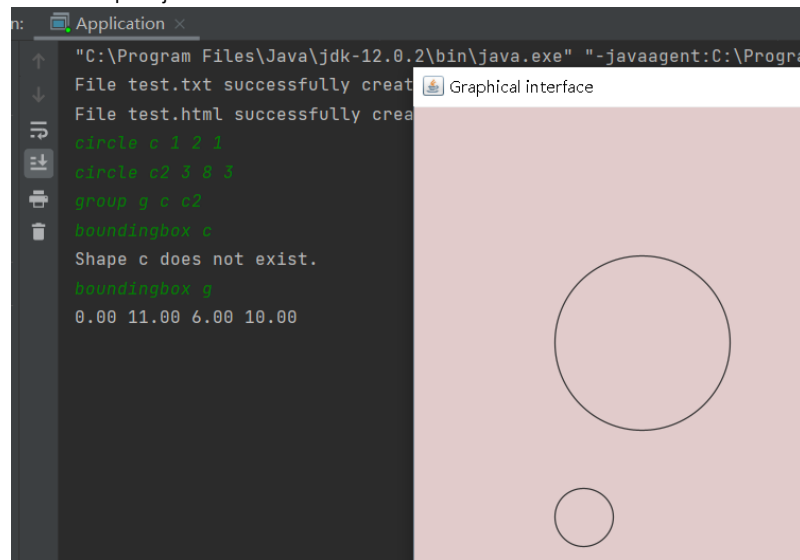 n: Application ×
"C:\Program Files\Java\jdk-12.0.2\bin\java.exe" "-javaagent:C:\Progra
File test.txt successfully creat
Graphical interface
File test.html successfully crea
circle c 1 2 1
circle c2 3 8 3
group g c c2
boundingbox c
Shape c does not exist.
boundingbox g
0.00 11.00 6.00 10.00